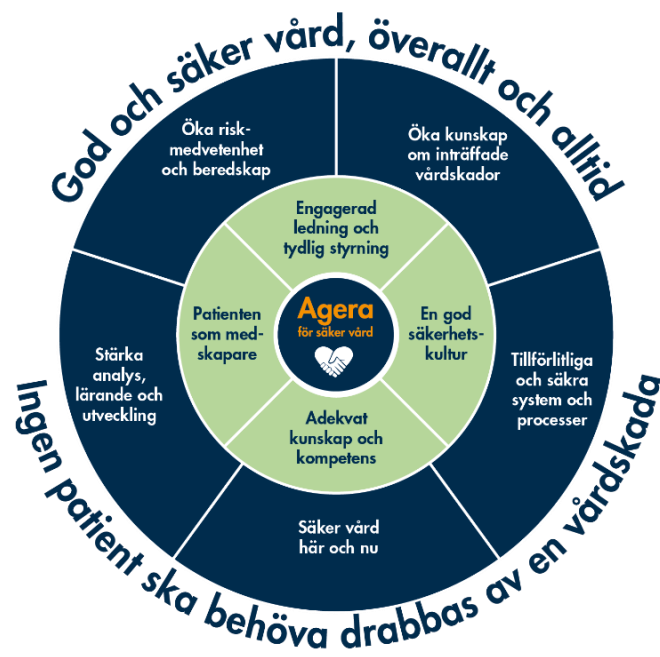 God och säker vård, överallt och alltid
Öka risk-
medvetenhet
och beredskap
Öka kunskap
om inträffade
vårdskador
Engagerad
ledning och
tydlig styrning
Patienten
som med-
skapare
Agera
för säker vård
En god
säkerhets-
kultur
Stärka
analys,
lärande och
utveckling
Tillförlitliga
och säkra
system och
processer
Adekvat
kunskap och
kompetens
Säker vård
här och nu
Ingen patient ska behöva drabbas av en vårdskada